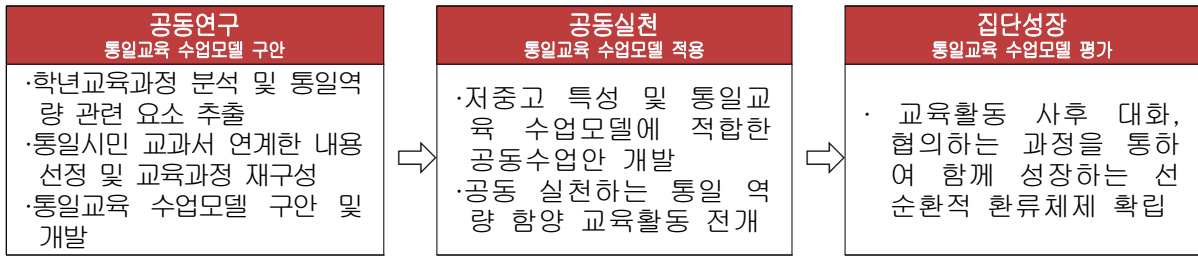 공동연구
통일교육 수업모델 구안
·학년교육과정 분석 및 통일역
량 관련 요소 추출
·통일시민 교과서 연계한 내용
선정 및 교육과정 재구성
·통일교육 수업모델 구안 및
개발
공동실천
통일교육 수업모델 적용
·저중고 특성 및 통일교
육 수업모델에 적합한
공동수업안 개발
·공동 실천하는 통일 역
량 함양 교육활동 전개
집단성장
통일교육 수업모델 평가
· 교육활동 사후 대화,
협의하는 과정을 통하
여 함께 성장하는 선
순환적 환류체제 확립